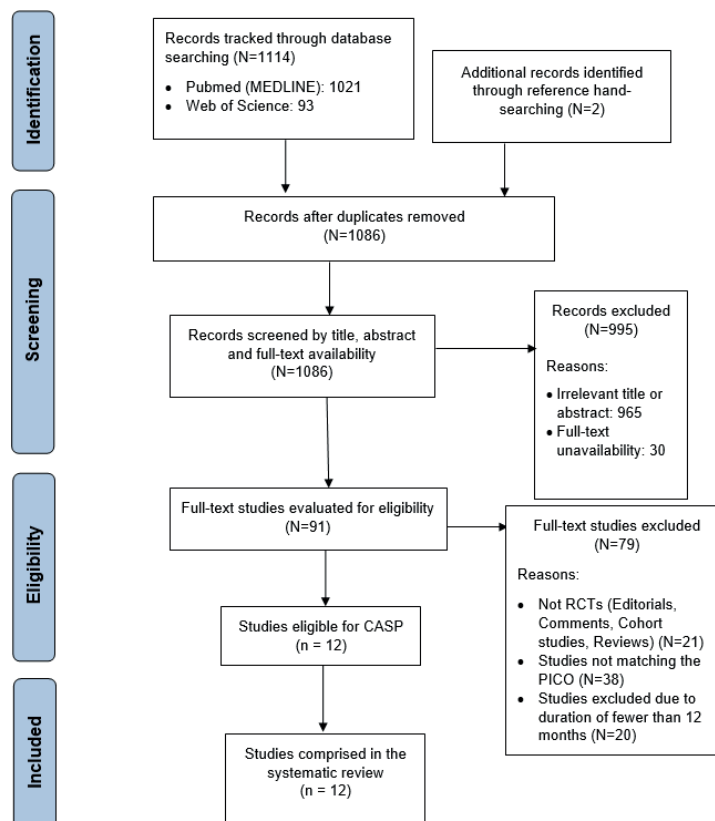 Identification
Records tracked through database
searching (N=1114)
• Pubmed (MEDLINE): 1021
• Web of Science: 93
Additional records identified
through reference hand-
searching (N=2)
Screening
Records after duplicates removed
(N=1086)
Records screened by title, abstract
and full-text availability
(N=1086)
Records excluded
(N=995)
Reasons:
• Irrelevant title or
abstract: 965
• Full-text
unavailability: 30
Eligibility
Full-text studies evaluated for eligibility
(N=91)
Full-text studies excluded
(N=79)
Reasons:
• Not RCTs (Editorials,
Comments, Cohort
studies, Reviews) (N=21)
• Studies not matching the
PICO (N=38)
• Studies excluded due to
duration of fewer than 12
months (N=20)
Studies eligible for CASP
(n = 12)
Included
Studies comprised in the
systematic review
(n = 12)